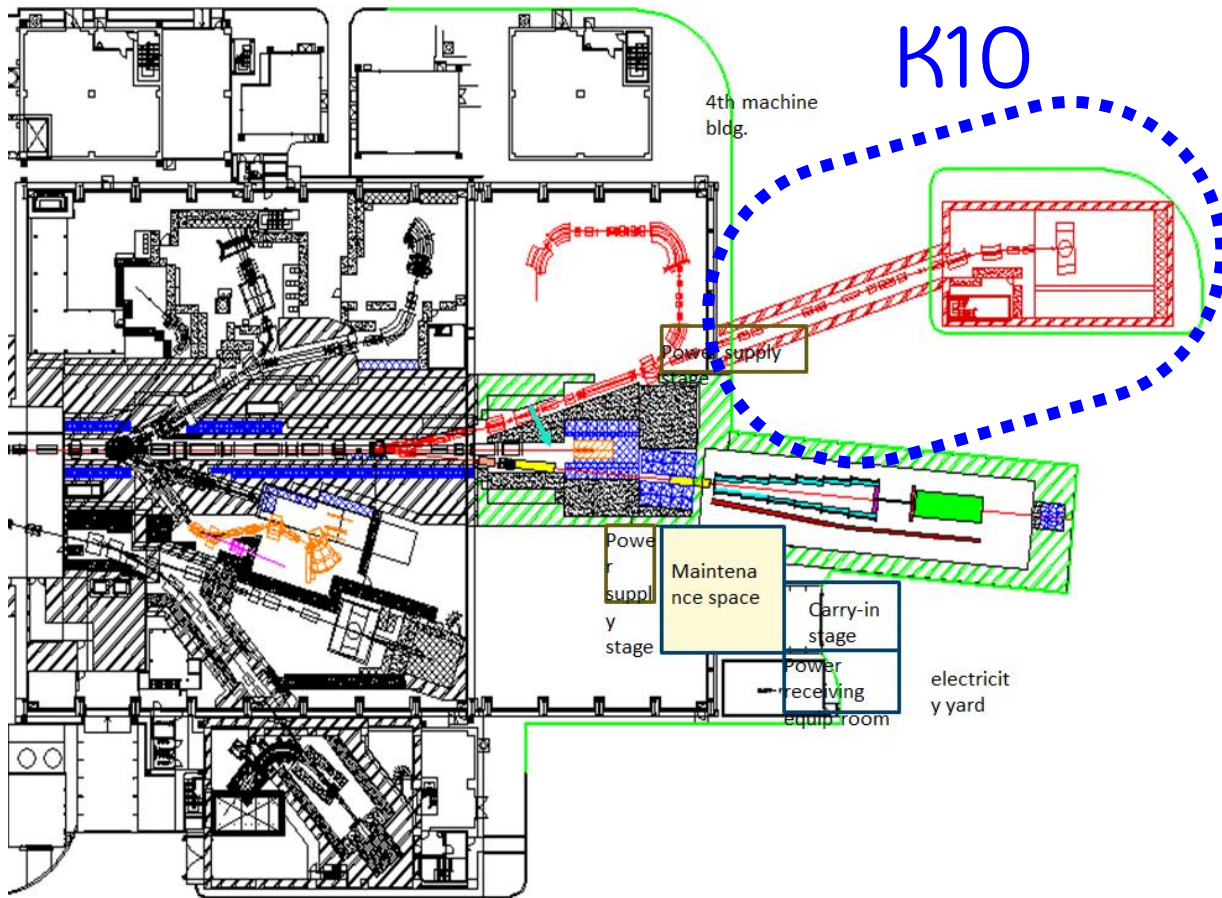 K10
4th machine
bldg.
Power supply
stage
Powe
r
suppl
y
stage
Maintena
nce space
Carry-in
stage
Power
receiving
equip room
electricit
y yard